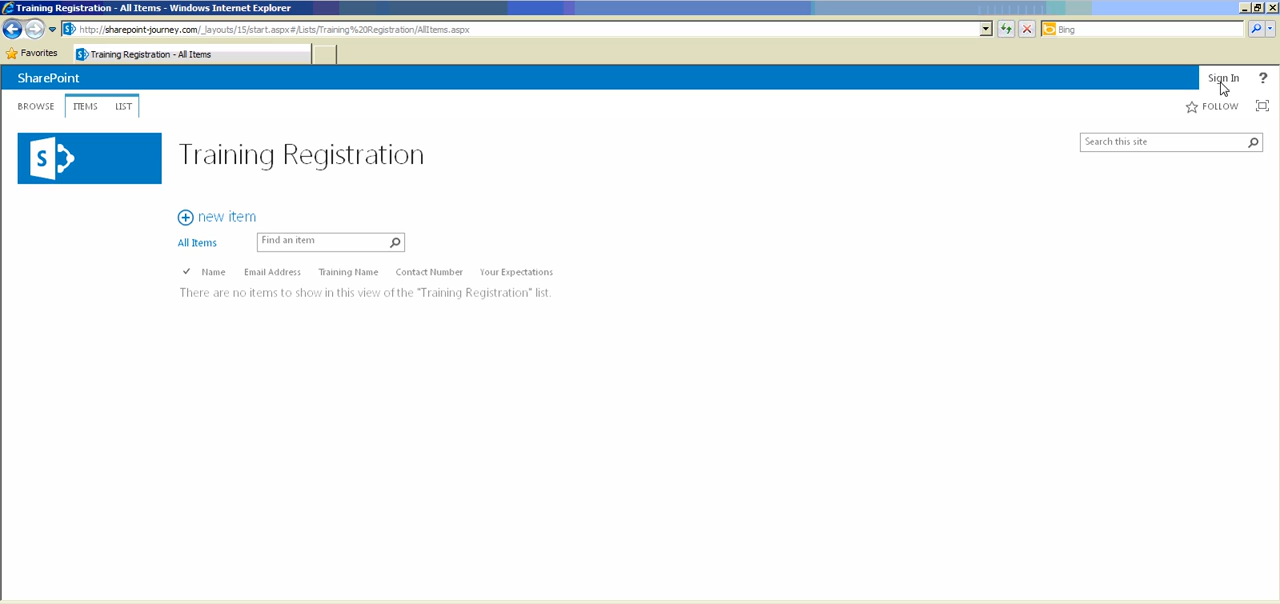 Training Registration - All Items - Windows Internet Explorer
http://sharepoint-journey.com/_layouts/15/start.aspx#/Lists/Training%20Registration/AllItems.aspx
Bing
Favorites
Training Registration - All Items
SharePoint
Sign In
?
BROWSE
ITEMS
LIST
FOLLOW
S
Training Registration
Search this site
new item
All Items
Find an item
Name Email Address Training Name Contact Number Your Expectations
There are no items to show in this view of the "Training Registration" list.